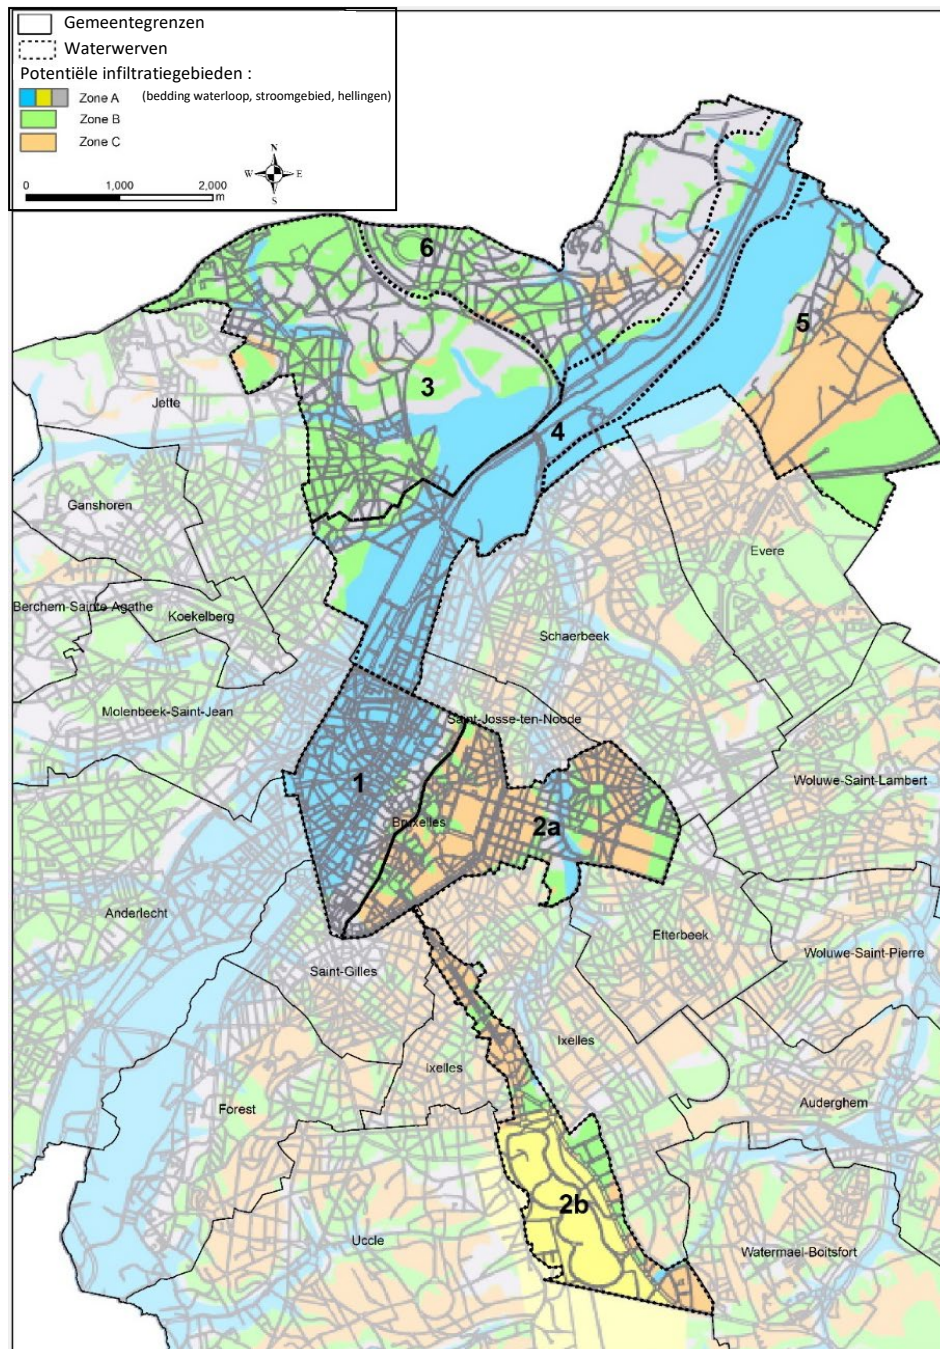 Gemeentegrenzen
Waterwerven
Potentiële infiltratiegebieden :
Zone A (bedding waterloop, stroomgebied, hellingen)
Zone B
Zone C
N
W E
S
0 1,000 2,000
m
6
5
3
Jette
4
Ganshoren
Evere
Berchem-Sainte Agathe
Koekelberg
Schaerbeek
Molenbeek-Saint-Jean
Saint-Josse-ten-Noode
Woluwe-Saint-Lambert
1
Bruxelles
2a
Anderlecht
Etterbeek
Woluwe-Saint-Pierre
Saint-Gilles
Ixelles
Ixelles
Forest
Auderghem
2b
Uccle
Watermael-Boitsfort